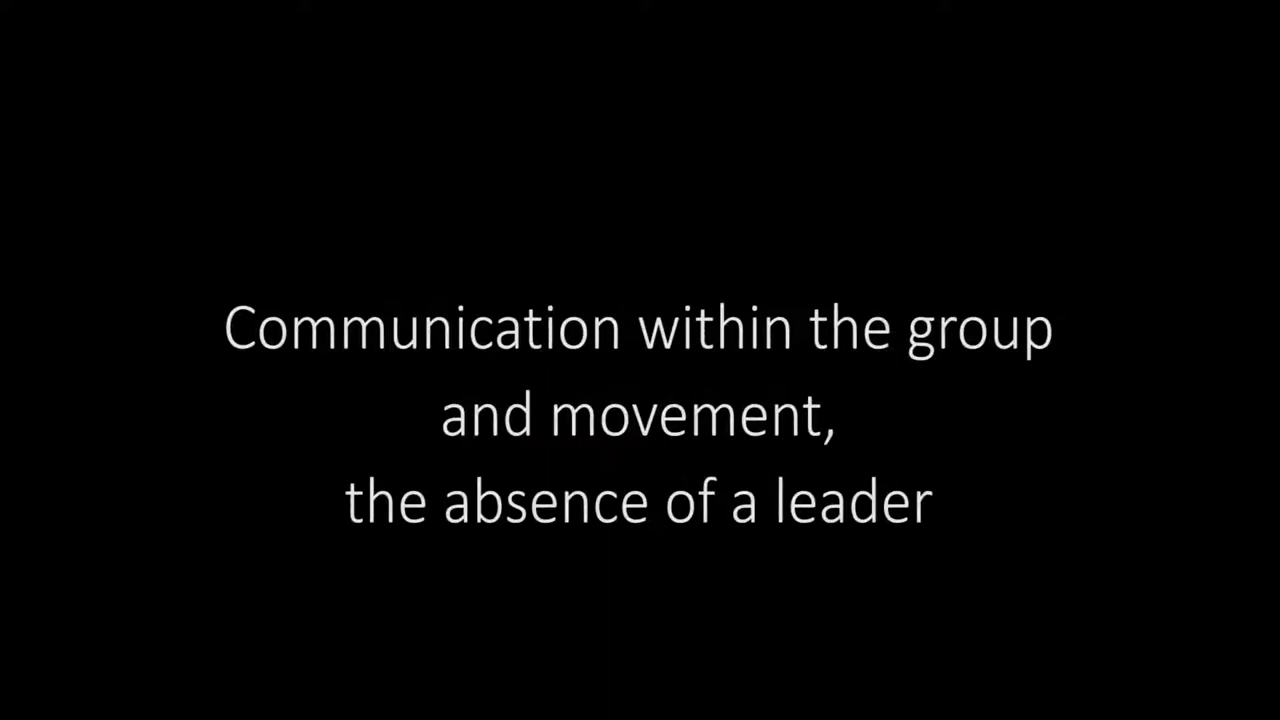 Communication within the group
and movement,
the absence of a leader